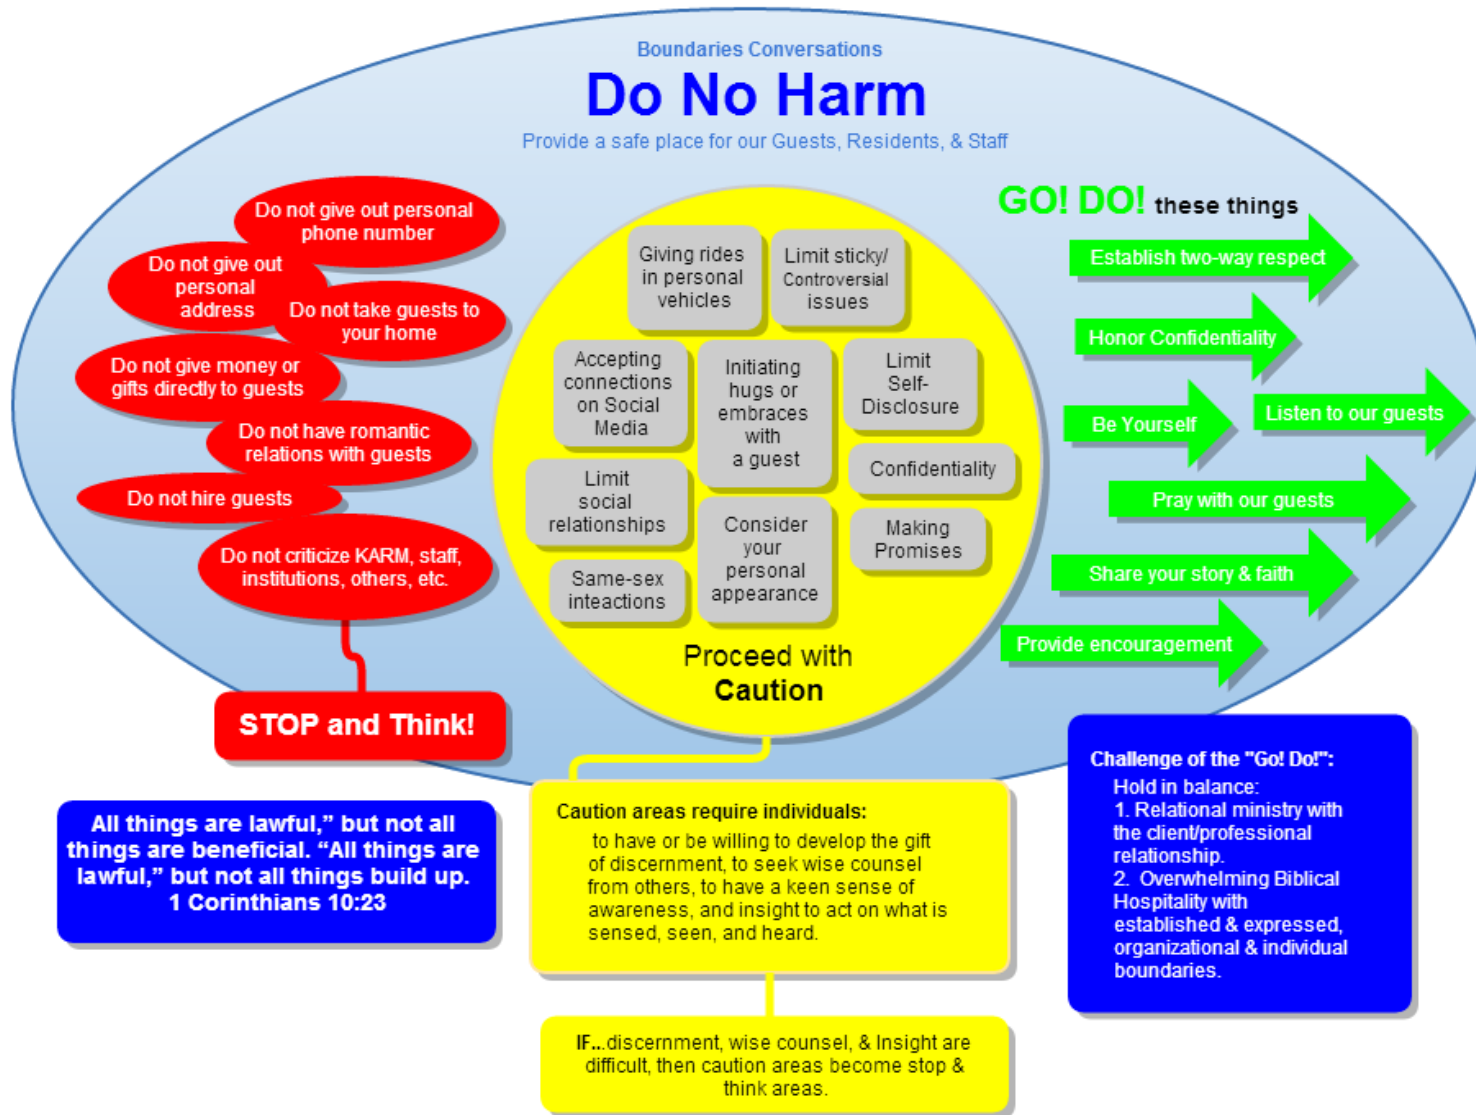 Boundaries Conversations
Do No Harm
Provide a safe place for our Guests, Residents, & Staff
Do not give out personal
phone number
Do not give out
personal
address
Do not take guests to
your home
Do not give money or
gifts directly to guests
Do not have romantic
relations with guests
Do not hire guests
Do not criticize KARM, staff,
institutions, others, etc.
STOP and Think!
All things are lawful,” but not all
things are beneficial. “All things are
lawful,” but not all things build up.
1 Corinthians 10:23
Giving rides
in personal
vehicles
Limit sticky/
Controversial
issues
Accepting
connections
on Social
Media
Initiating
hugs or
embraces
with
a guest
Limit
Self-
Disclosure
Limit
social
relationships
Confidentiality
Consider
your
personal
appearance
Making
Promises
Same-sex
inteactions
Proceed with
Caution
Caution areas require individuals:
to have or be willing to develop the gift
of discernment, to seek wise counsel
from others, to have a keen sense of
awareness, and insight to act on what is
sensed, seen, and heard.
IF...discernment, wise counsel, & Insight are
difficult, then caution areas become stop &
think areas.
GO! DO! these things
Establish two-way respect
Honor Confidentiality
Be Yourself
Listen to our guests
Pray with our guests
Share your story & faith
Provide encouragement
Challenge of the "Go! Do!":
Hold in balance:
1. Relational ministry with
the client/professional
relationship.
2. Overwhelming Biblical
Hospitality with
established & expressed,
organizational & individual
boundaries.